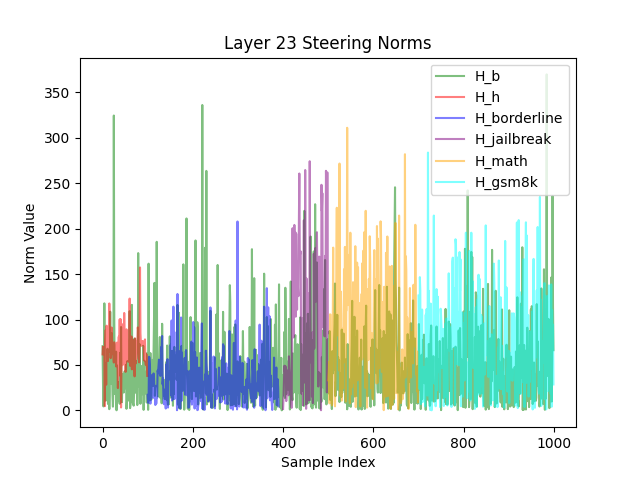 Layer 23 Steering Norms
H_b
H_h
H_borderline
H_jailbreak
H_math
H_gsm8k
350
300
250
200
150
100
50
0
Norm Value
0 200 400 600 800 1000
Sample Index